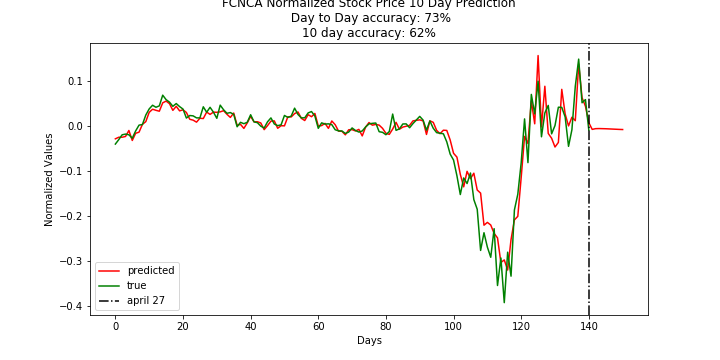 FCNCA Normalized Stock Price 10 Day Prediction
Day to Day accuracy: 73%
10 day accuracy: 62%
Normalized Values
0.1
0.0
−0.1
−0.2
−0.3
−0.4
predicted
true
april 27
0 20 40 60 80 100 120 140
Days